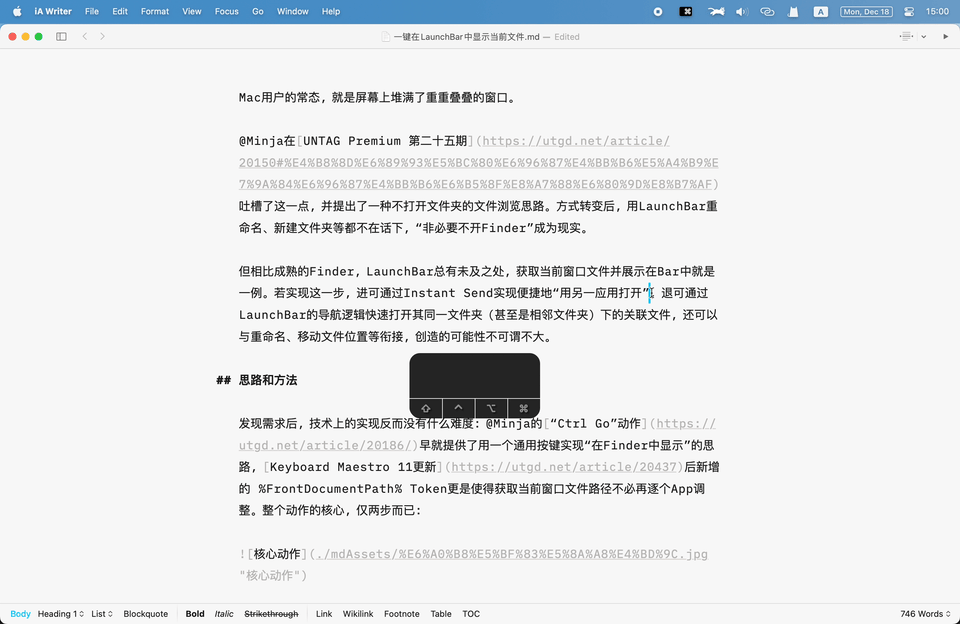 iA Writer File Edit Format View Focus Go Window Help A Mon, Dec 18 15:00
一键在LaunchBar中显示当前文件.md — Edited
Mac用户的常态，就是屏幕上堆满了重重叠叠的窗口。
@Minja在[UNTAG Premium 第二十五期](https://utgd.net/article/
20150#%E4%B8%8D%E6%89%93%E5%BC%80%E6%96%87%E4%BB%B6%E5%A4%B9%E
7%9A%84%E6%96%87%E4%BB%B6%E6%B5%8F%E8%A7%88%E6%80%9D%E8%B7%AF)
吐槽了这一点，并提出了一种不打开文件夹的文件浏览思路。方式转变后，用LaunchBar重
命名、新建文件夹等都不在话下，“非必要不开Finder”成为现实。
但相比成熟的Finder，LaunchBar总有未及之处，获取当前窗口文件并展示在Bar中就是
一例。若实现这一步，进可通过Instant Send实现便捷地“用另一应用打开”；退可通过
LaunchBar的导航逻辑快速打开其同一文件夹（甚至是相邻文件夹）下的关联文件，还可以
与重命名、移动文件位置等衔接，创造的可能性不可谓不大。
## 思路和方法
⇧ ⌃ ⌥ ⌘
发现需求后，技术上的实现反而没有什么难度：@Minja的[“Ctrl Go”动作](https://
utgd.net/article/20186/)早就提供了用一个通用按键实现“在Finder中显示”的思
路，[Keyboard Maestro 11更新](https://utgd.net/article/20437)后新增
的 %FrontDocumentPath% Token更是使得获取当前窗口文件路径不必再逐个App调
整。整个动作的核心，仅两步而已：
![核心动作](./mdAssets/%E6%A0%B8%E5%BF%83%E5%8A%A8%E4%BD%9C.jpg
"核心动作")
Body Heading 1 List Blockquote Bold Italic Strikethrough Link Wikilink Footnote Table TOC 746 Words